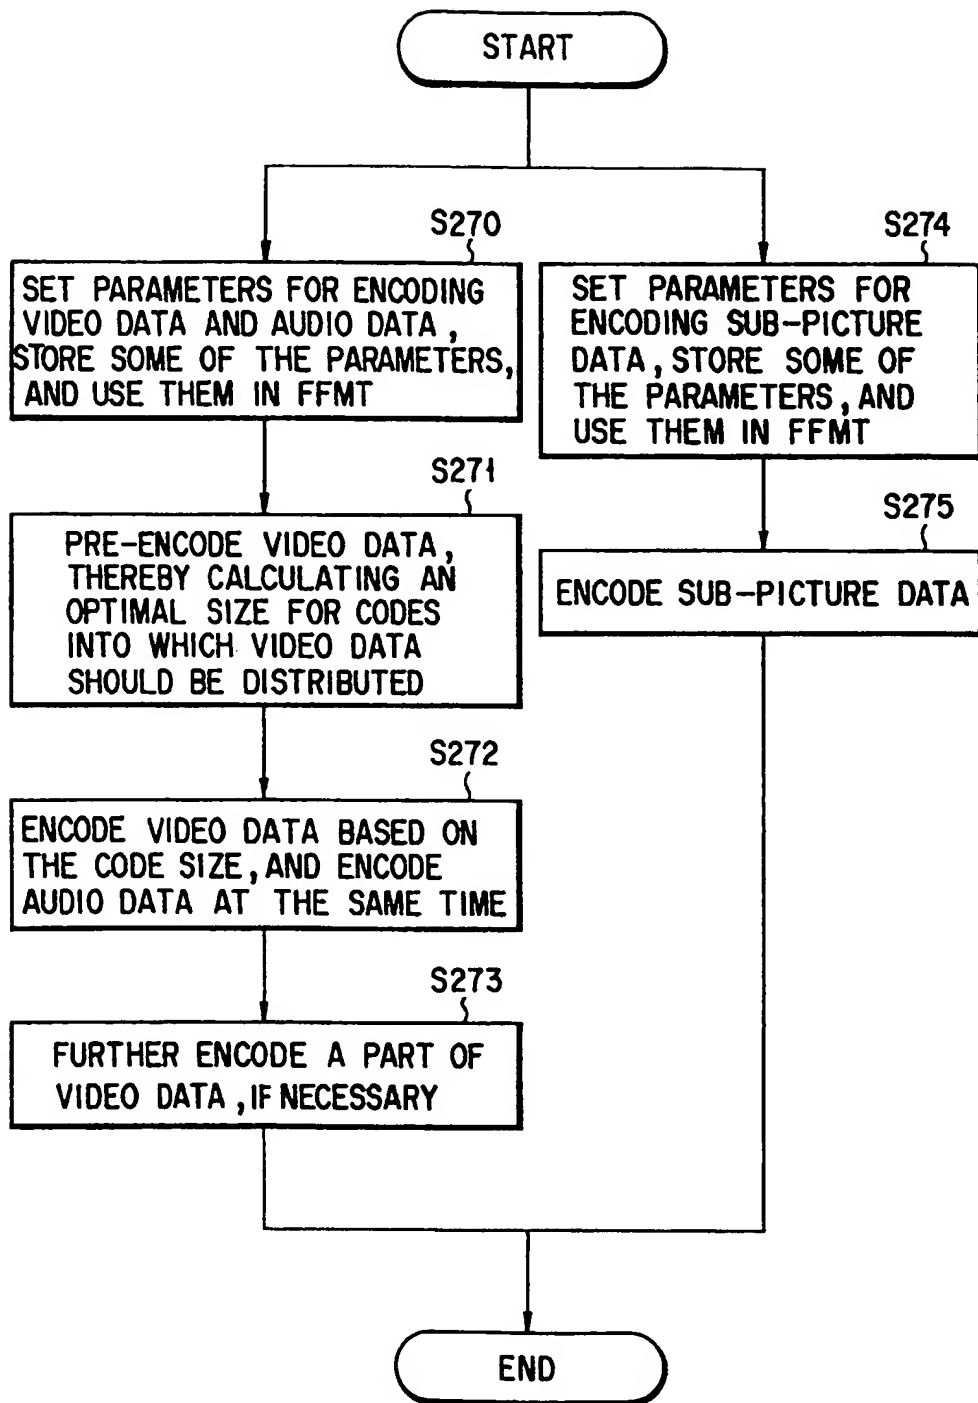 START
S270
SET PARAMETERS FOR ENCODING
VIDEO DATA AND AUDIO DATA,
STORE SOME OF THE PARAMETERS,
AND USE THEM IN FFMT
S271
PRE-ENCODE VIDEO DATA,
THEREBY CALCULATING AN
OPTIMAL SIZE FOR CODES
INTO WHICH VIDEO DATA
SHOULD BE DISTRIBUTED
S272
ENCODE VIDEO DATA BASED ON
THE CODE SIZE, AND ENCODE
AUDIO DATA AT THE SAME TIME
S273
FURTHER ENCODE A PART OF
VIDEO DATA, IF NECESSARY
S274
SET PARAMETERS FOR
ENCODING SUB-PICTURE
DATA, STORE SOME OF
THE PARAMETERS, AND
USE THEM IN FFMT
S275
ENCODE SUB-PICTURE DATA
END